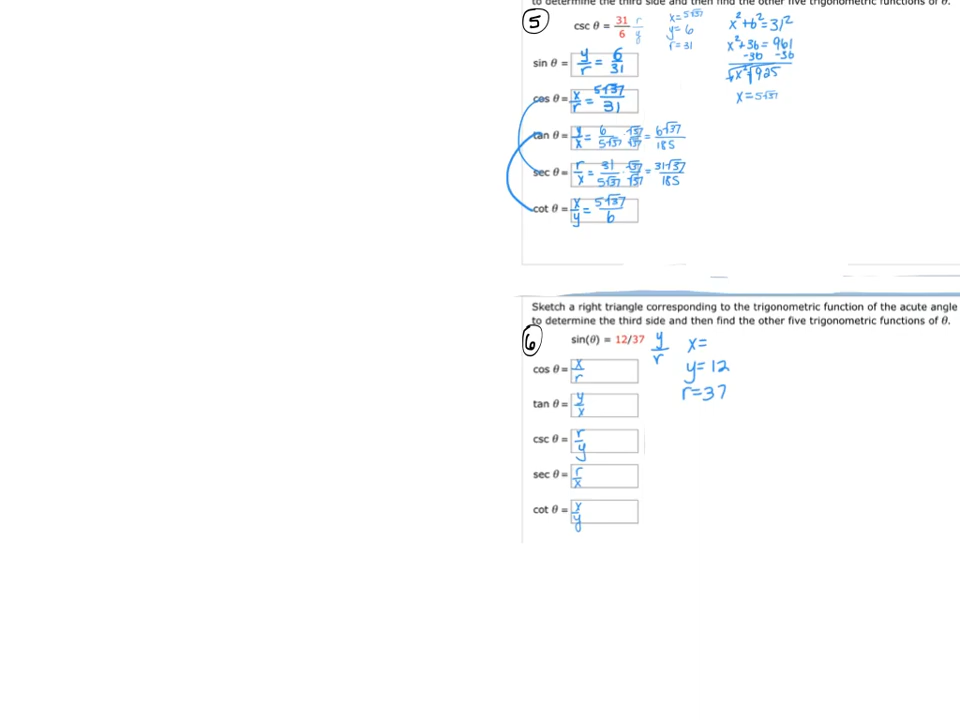 to determine the third side and then find the other five trigonometric functions of θ.
5
csc θ = 31/6 r/y
x = 5√37
y = 6
r = 31
x² + 6² = 31²
x² + 36 = 961
-36 -36
√x² √925
x = 5√37
sin θ = y/r = 6/31
cos θ = x/r = 5√37/31
tan θ = y/x = 6/5√37 · √37/√37 = 6√37/185
sec θ = r/x = 31/5√37 · √37/√37 = 31√37/185
cot θ = x/y = 5√37/6
Sketch a right triangle corresponding to the trigonometric function of the acute angle
to determine the third side and then find the other five trigonometric functions of θ.
6
sin(θ) = 12/37 y/r
x =
y = 12
r = 37
cos θ = x/r
tan θ = y/x
csc θ = r/y
sec θ = r/x
cot θ = x/y